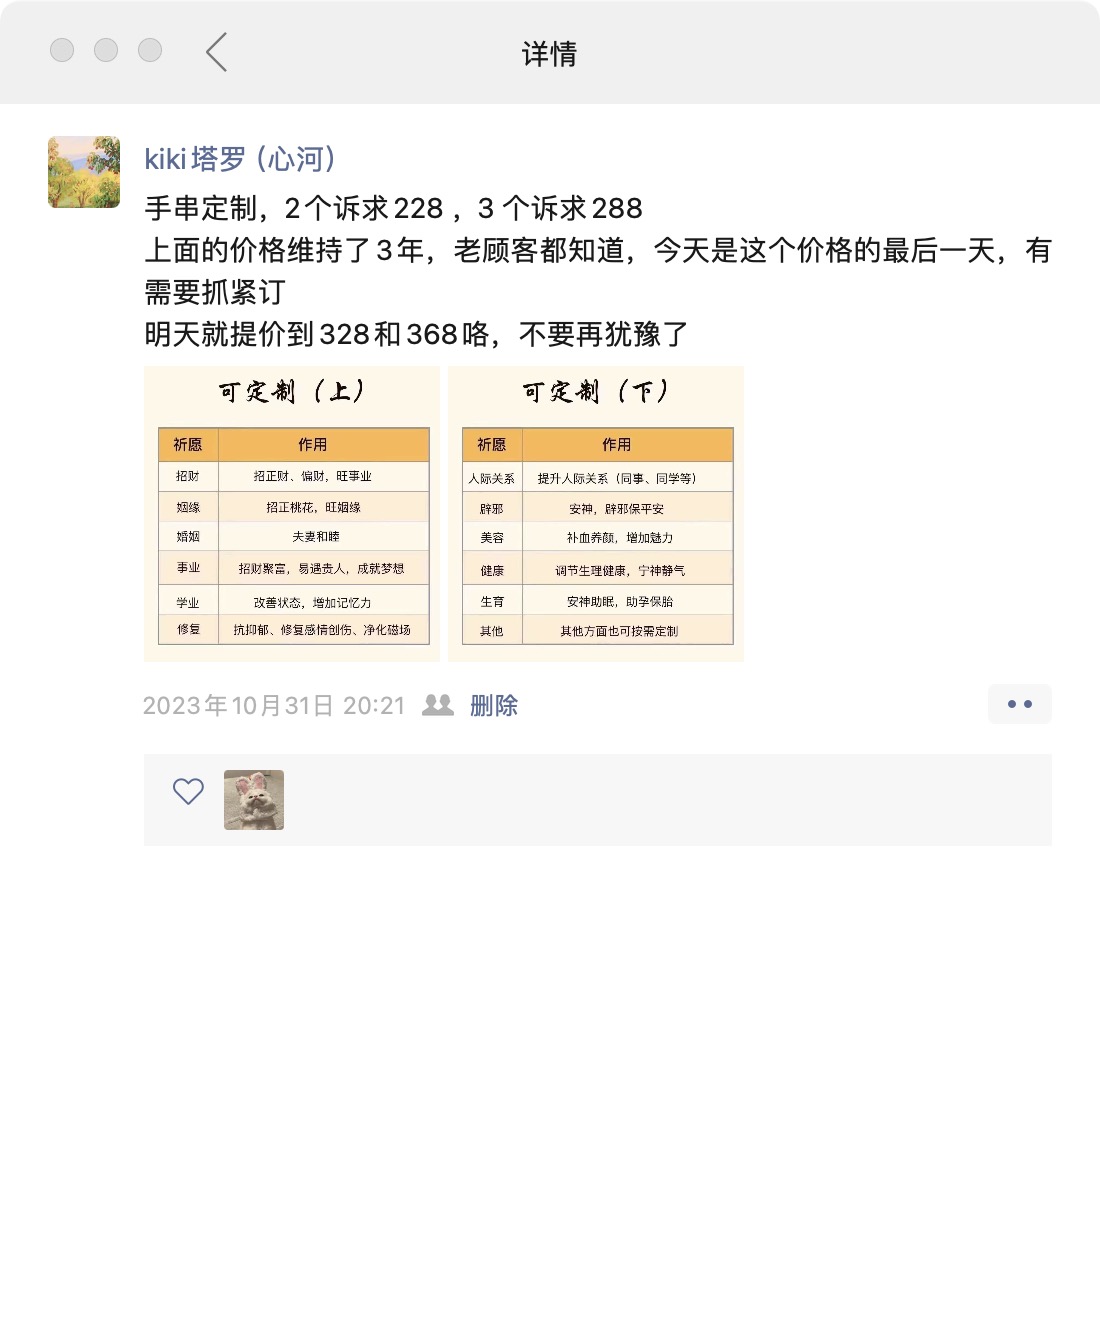 详情
kiki塔罗（心河）
手串定制，2个诉求228 ，3 个诉求288
上面的价格维持了3年，老顾客都知道，今天是这个价格的最后一天，有
需要抓紧订
明天就提价到328和368咯，不要再犹豫了
可定制（上）
祈愿 作用
招财 招正财、偏财，旺事业
姻缘 招正桃花，旺姻缘
婚姻 夫妻和睦
事业 招财聚富，易遇贵人，成就梦想
学业 改善状态，增加记忆力
修复 抗抑郁、修复感情创伤、净化磁场
可定制（下）
祈愿 作用
人际关系 提升人际关系（同事、同学等）
辟邪 安神，辟邪保平安
美容 补血养颜，增加魅力
健康 调节生理健康，宁神静气
生育 安神助眠，助孕保胎
其他 其他方面也可按需定制
2023年10月31日 20:21 删除